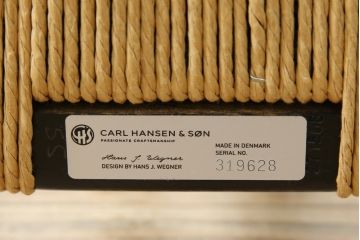 CARL HANSEN & SØN
PASSIONATE CRAFTSMANSHIP
Hans J. Wegner
DESIGN BY HANS J. WEGNER
MADE IN DENMARK
SERIAL NO.
319628